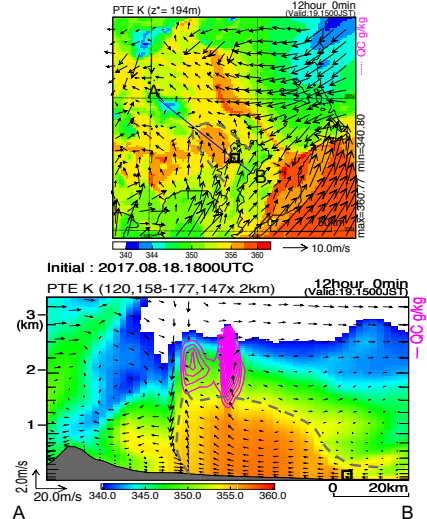 PTE K (z*= 194m)
12hour 0min
(Valid:19.1500JST)
QC g/kg
A
B
max=360.77 min=340.80
340 344 348 352 356 360
10.0m/s
Initial : 2017.08.18.1800UTC
PTE K (120,158-177,147x 2km)
12hour 0min
(Valid:19.1500JST)
QC g/kg
3
(km)
2
1
2.0m/s
20.0m/s
340.0 345.0 350.0 355.0 360.0
0 20km
A
B